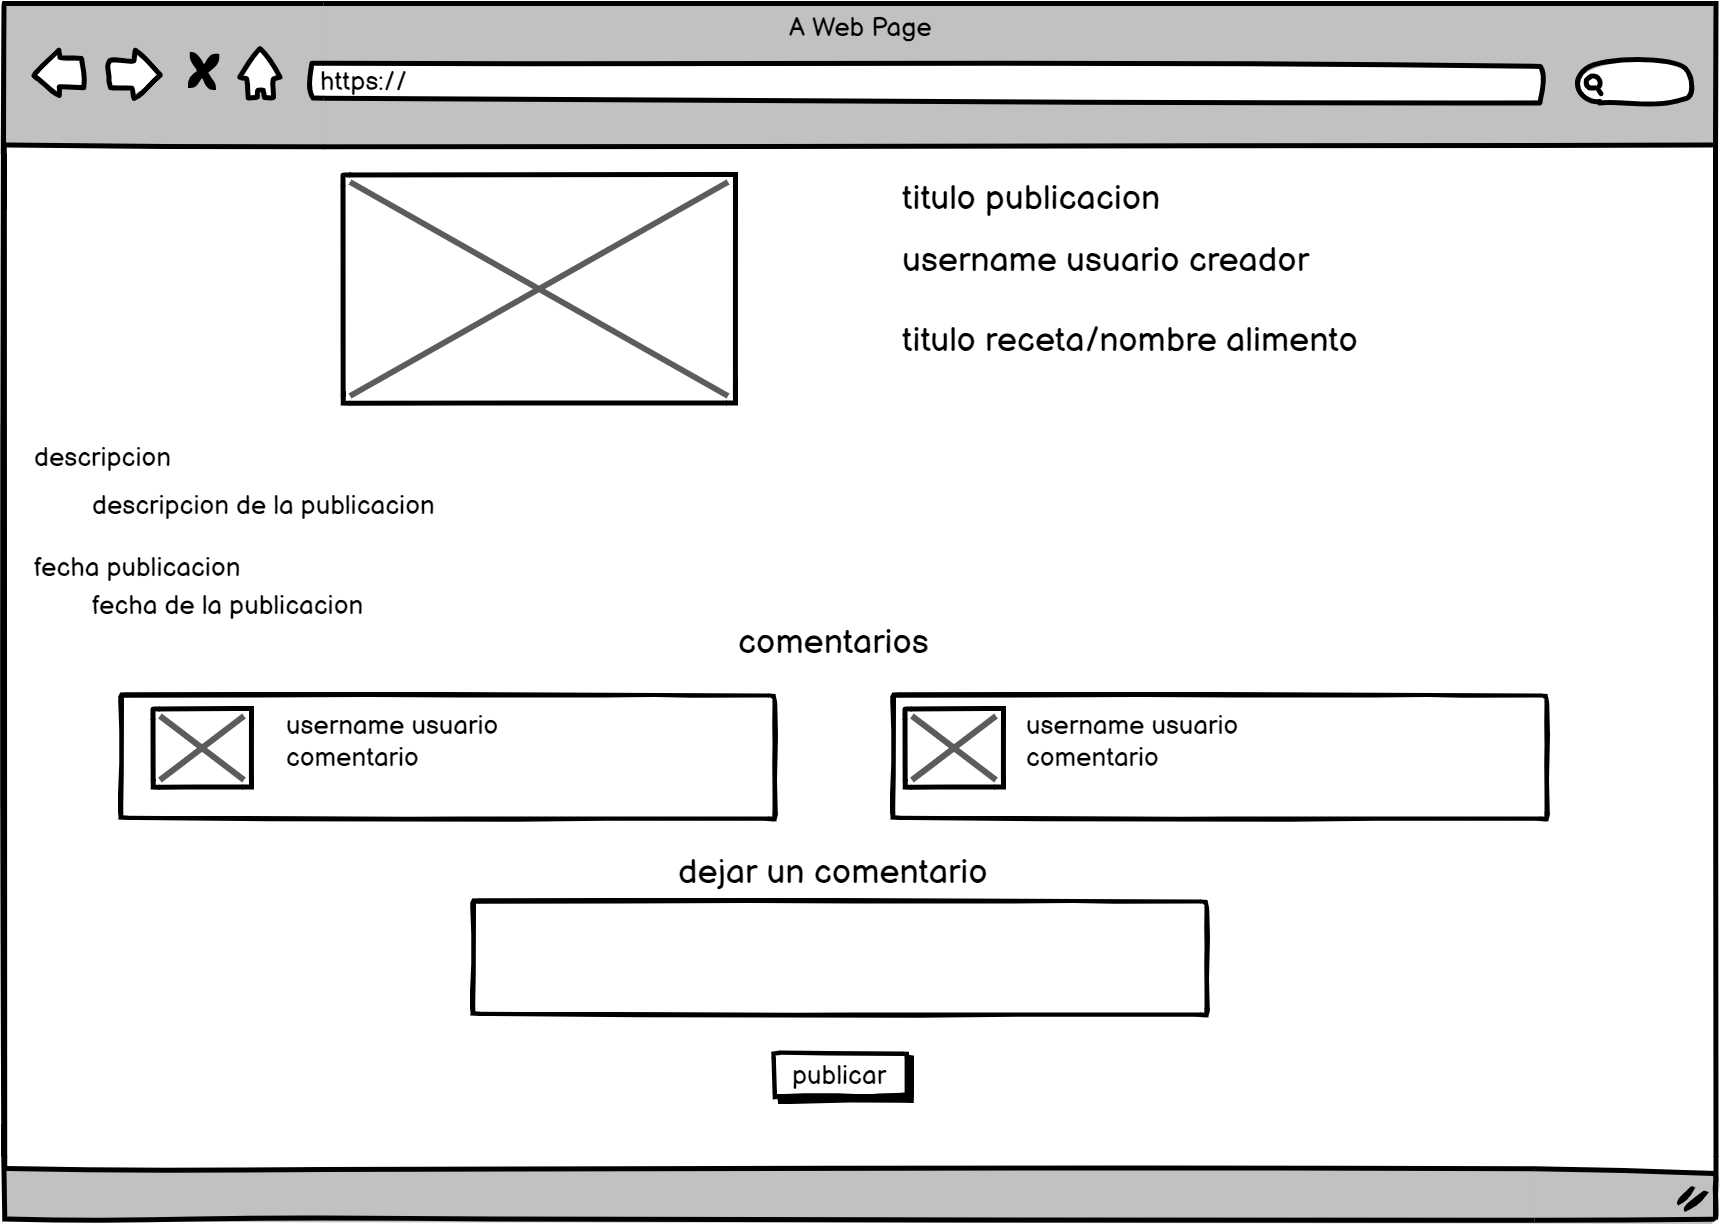 A Web Page
https://
titulo publicacion
username usuario creador
titulo receta/nombre alimento
descripcion
descripcion de la publicacion
fecha publicacion
fecha de la publicacion
comentarios
username usuario
comentario
username usuario
comentario
dejar un comentario
publicar